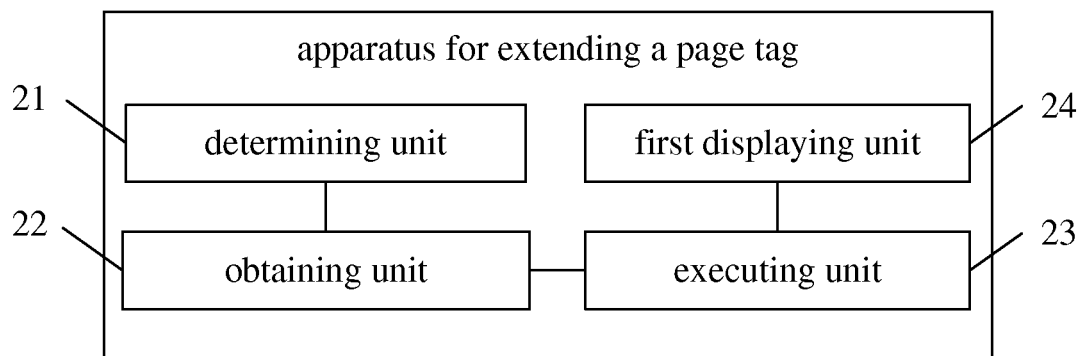 apparatus for extending a page tag
21
determining unit
first displaying unit
24
22
obtaining unit
executing unit
23